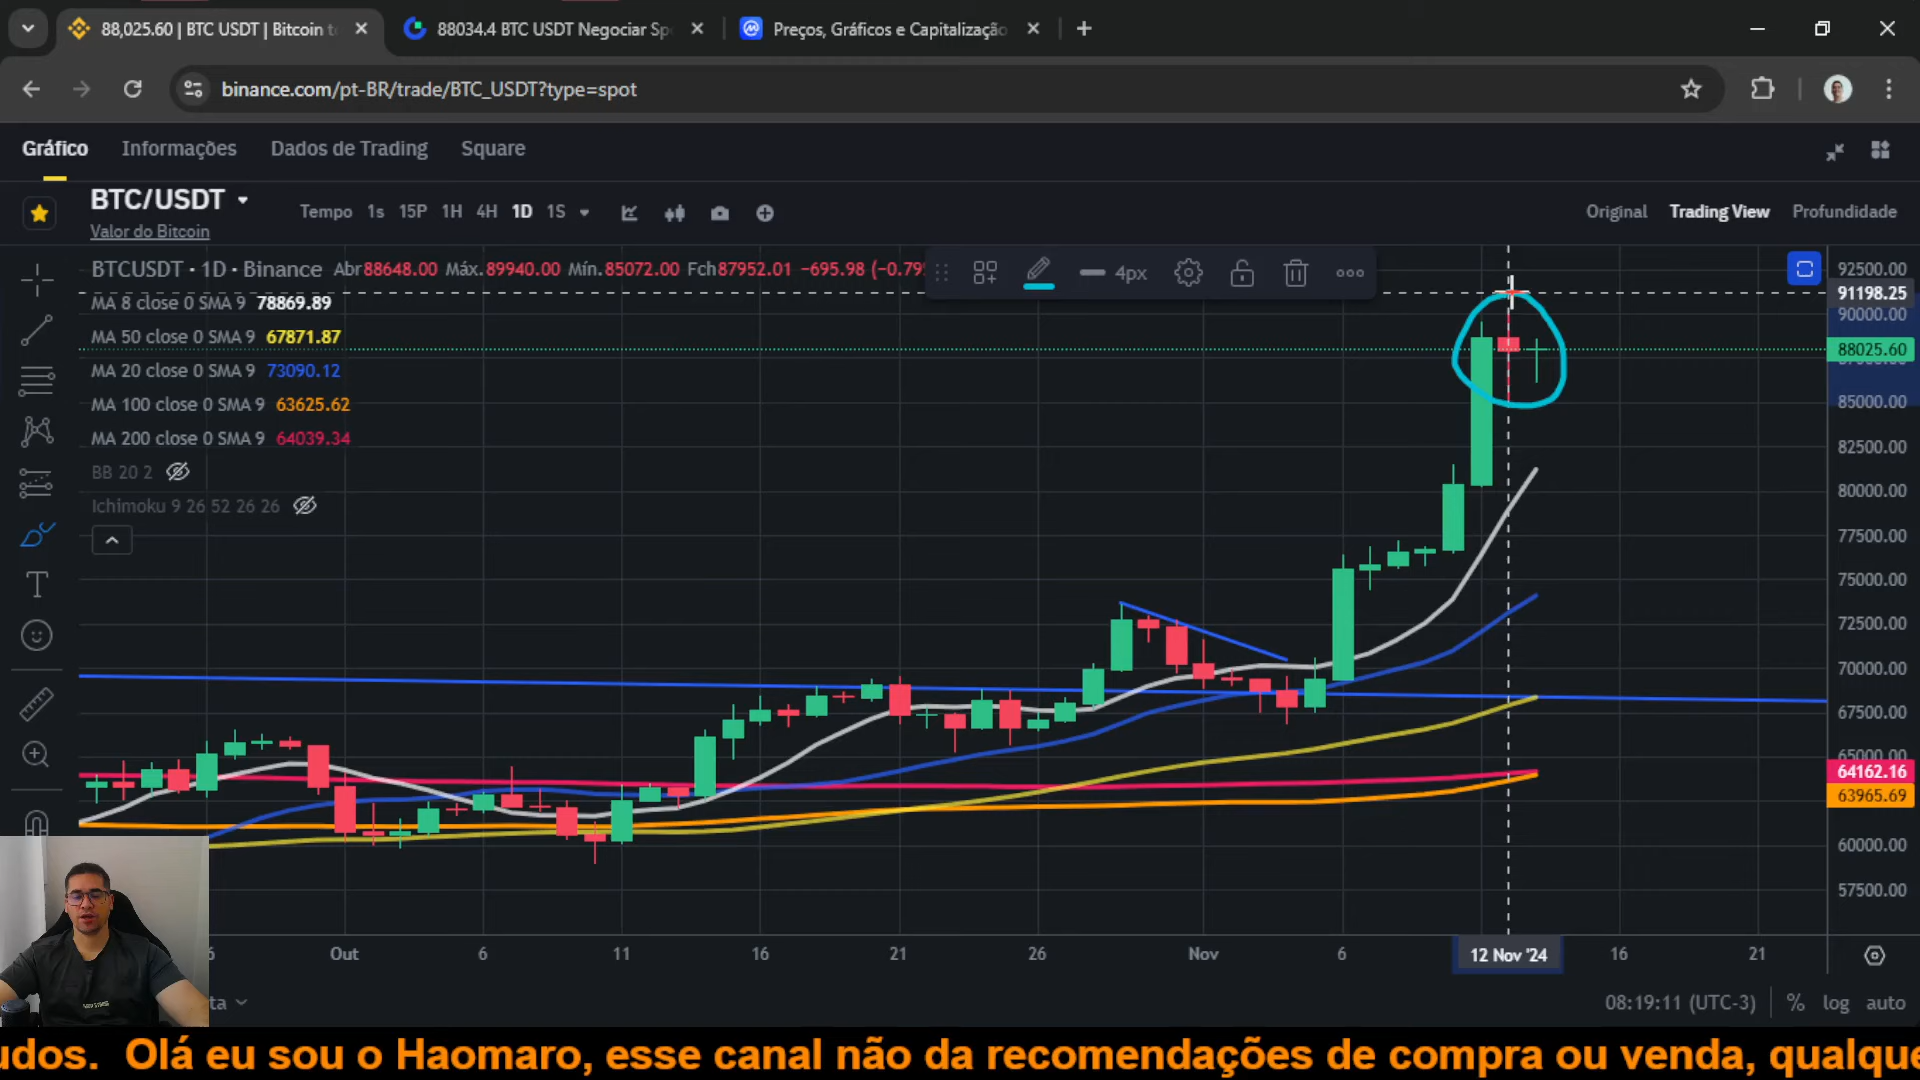 88,025.60 | BTC USDT | Bitcoin t
88034.4 BTC USDT Negociar Sp
Preços, Gráficos e Capitalização
binance.com/pt-BR/trade/BTC_USDT?type=spot
Gráfico Informações Dados de Trading Square
BTC/USDT
Valor do Bitcoin
Tempo 1s 15P 1H 4H 1D 1S
Original Trading View Profundidade
BTCUSDT · 1D · Binance Abr88648.00 Máx.89940.00 Mín.85072.00 Fch87952.01 −695.98 (−0.79
4px
MA 8 close 0 SMA 9 78869.89
MA 50 close 0 SMA 9 67871.87
MA 20 close 0 SMA 9 73090.12
MA 100 close 0 SMA 9 63625.62
MA 200 close 0 SMA 9 64039.34
BB 20 2
Ichimoku 9 26 52 26 26
92500.00
91198.25
90000.00
88025.60
85000.00
82500.00
80000.00
77500.00
75000.00
72500.00
70000.00
67500.00
65000.00
64162.16
63965.69
60000.00
57500.00
6 Out 6 11 16 21 26 Nov 6 12 Nov '24 16 21
ta
08:19:11 (UTC-3) % log auto
udos. Olá eu sou o Haomaro, esse canal não da recomendações de compra ou venda, qualque